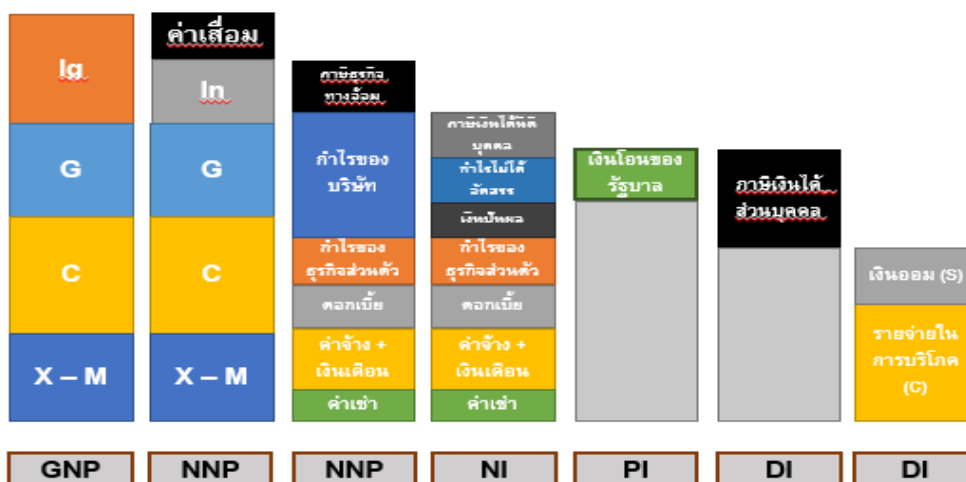 Ig
G
C
X – M
GNP
ค่าเสื่อม
In
G
C
X – M
NNP
ภาษีธุรกิจ
ทางอ้อม
กำไรของ
บริษัท
กำไรของ
ธุรกิจส่วนตัว
ดอกเบี้ย
ค่าจ้าง +
เงินเดือน
ค่าเช่า
NNP
ภาษีเงินได้นิติ
บุคคล
กำไรไม่ได้
จัดสรร
เงินปันผล
กำไรของ
ธุรกิจส่วนตัว
ดอกเบี้ย
ค่าจ้าง +
เงินเดือน
ค่าเช่า
NI
เงินโอนของ
รัฐบาล
PI
ภาษีเงินได้
ส่วนบุคคล
DI
เงินออม (S)
รายจ่ายใน
การบริโภค
(C)
DI